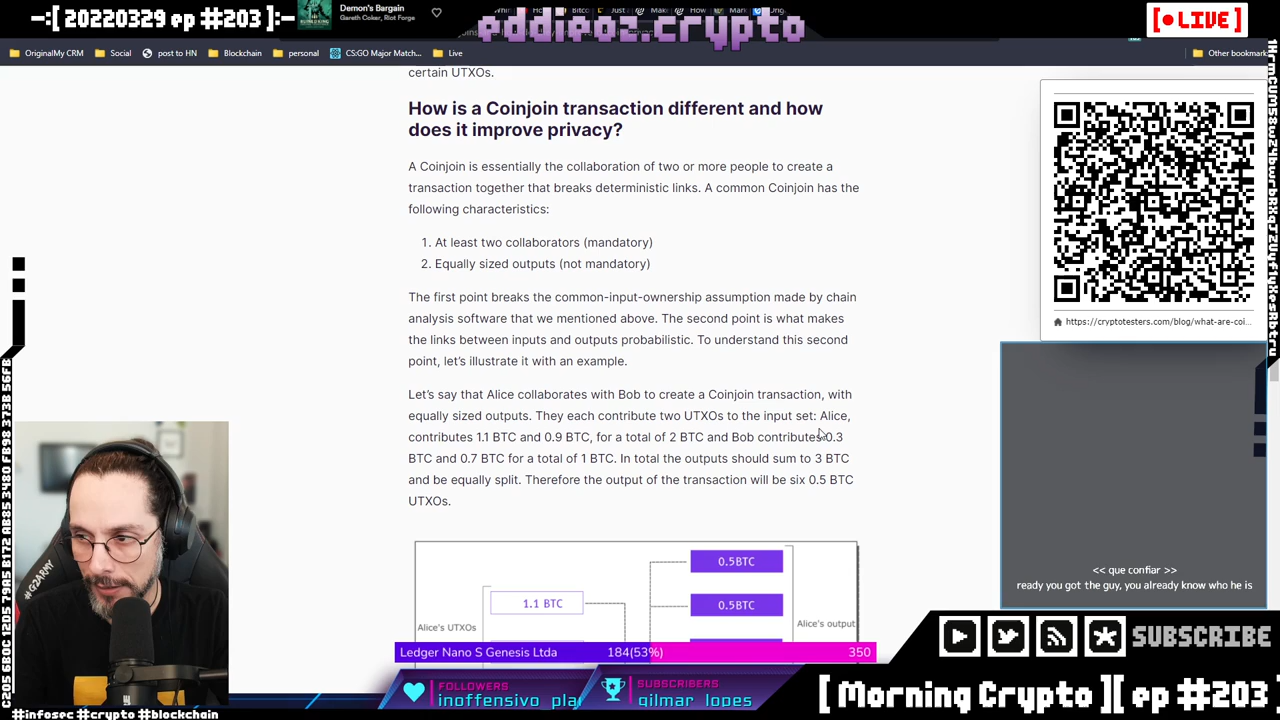 -:[ 20220329 ep #203 ]:-
Demon's Bargain
Gareth Coker, Riot Forge
eddieoz.crypto
[● LIVE]
OriginalMy CRM
Social
post to HN
Blockchain
personal
CS:GO Major Match...
Live
Other bookmark
certain UTXOs.
How is a Coinjoin transaction different and how
does it improve privacy?
A Coinjoin is essentially the collaboration of two or more people to create a
transaction together that breaks deterministic links. A common Coinjoin has the
following characteristics:
1. At least two collaborators (mandatory)
2. Equally sized outputs (not mandatory)
The first point breaks the common-input-ownership assumption made by chain
analysis software that we mentioned above. The second point is what makes
the links between inputs and outputs probabilistic. To understand this second
point, let's illustrate it with an example.
Let's say that Alice collaborates with Bob to create a Coinjoin transaction, with
equally sized outputs. They each contribute two UTXOs to the input set: Alice,
contributes 1.1 BTC and 0.9 BTC, for a total of 2 BTC and Bob contributes 0.3
BTC and 0.7 BTC for a total of 1 BTC. In total the outputs should sum to 3 BTC
and be equally split. Therefore the output of the transaction will be six 0.5 BTC
UTXOs.
0.5BTC
1.1 BTC
0.5BTC
Alice's UTXOs
Alice's output
https://cryptotesters.com/blog/what-are-coi...
<< que confiar >>
ready you got the guy, you already know who he is
Ledger Nano S Genesis Ltda 184(53%) 350
SUBSCRIBE
FOLLOWERS
inoffensivo_pla
SUBSCRIBERS
gilmar_lopes
[ Morning Crypto ][ ep #203 ]
#infosec #crypto #blockchain